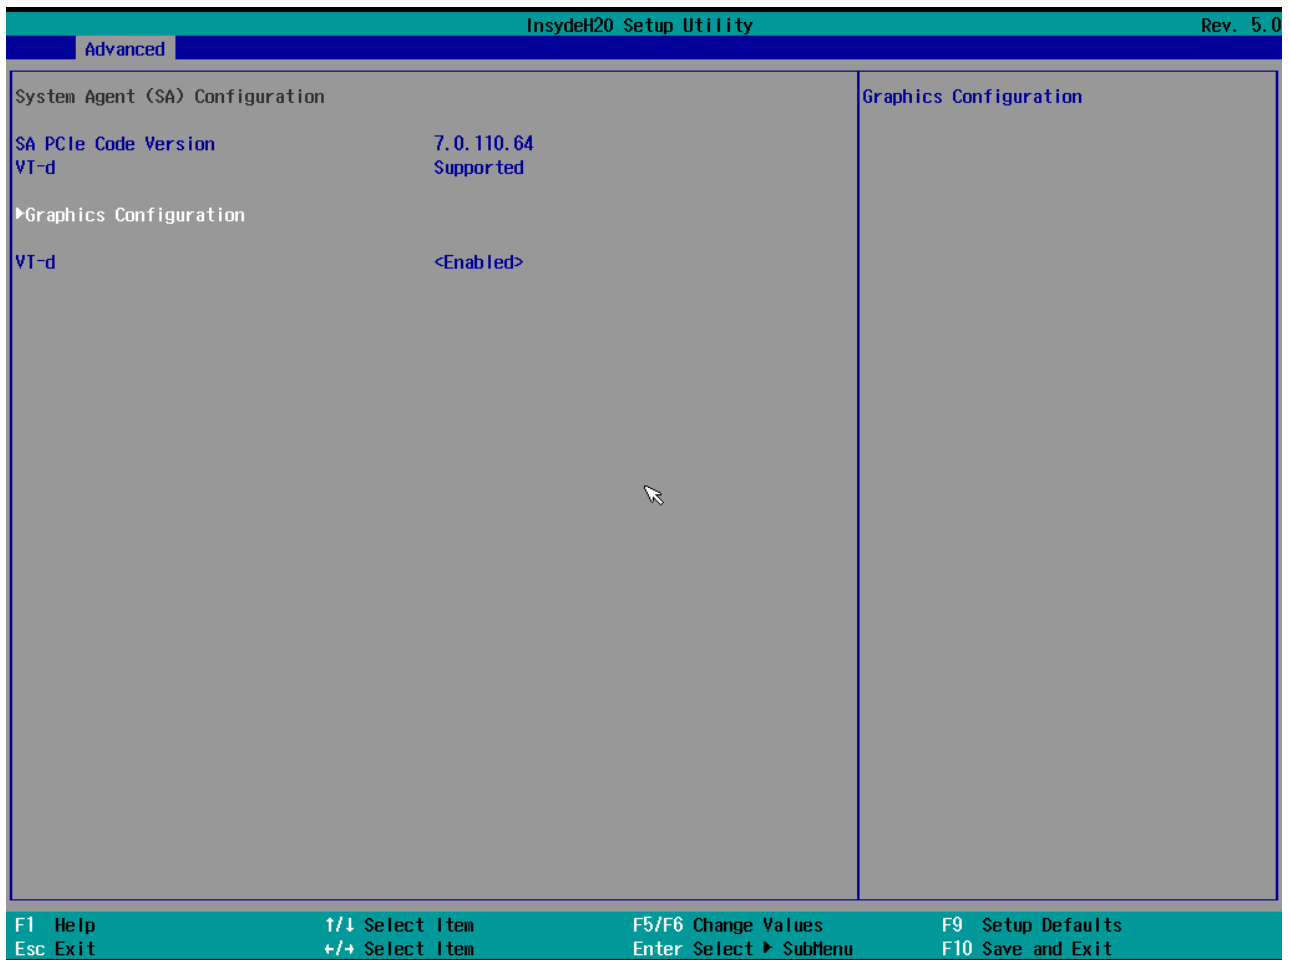 InsydeH20 Setup Utility Rev. 5.0
Advanced
System Agent (SA) Configuration
Graphics Configuration
SA PCIe Code Version 7.0.110.64
VT-d Supported
▶Graphics Configuration
VT-d <Enabled>
F1 Help ↑/↓ Select Item F5/F6 Change Values F9 Setup Defaults
Esc Exit ←/→ Select Item Enter Select ▶ SubMenu F10 Save and Exit